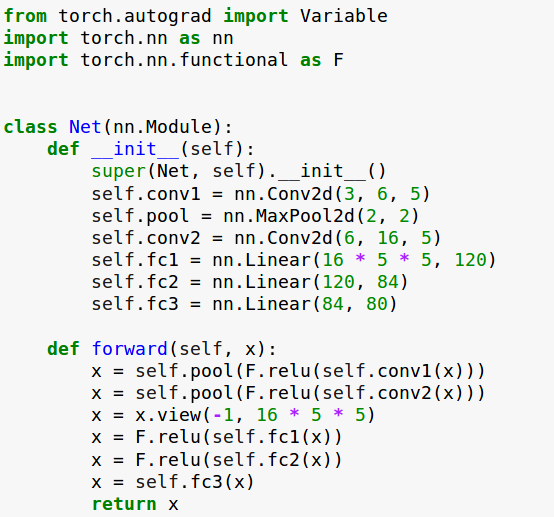 from torch.autograd import Variable
import torch.nn as nn
import torch.nn.functional as F


class Net(nn.Module):
    def __init__(self):
        super(Net, self).__init__()
        self.conv1 = nn.Conv2d(3, 6, 5)
        self.pool = nn.MaxPool2d(2, 2)
        self.conv2 = nn.Conv2d(6, 16, 5)
        self.fc1 = nn.Linear(16 * 5 * 5, 120)
        self.fc2 = nn.Linear(120, 84)
        self.fc3 = nn.Linear(84, 80)

    def forward(self, x):
        x = self.pool(F.relu(self.conv1(x)))
        x = self.pool(F.relu(self.conv2(x)))
        x = x.view(-1, 16 * 5 * 5)
        x = F.relu(self.fc1(x))
        x = F.relu(self.fc2(x))
        x = self.fc3(x)
        return x